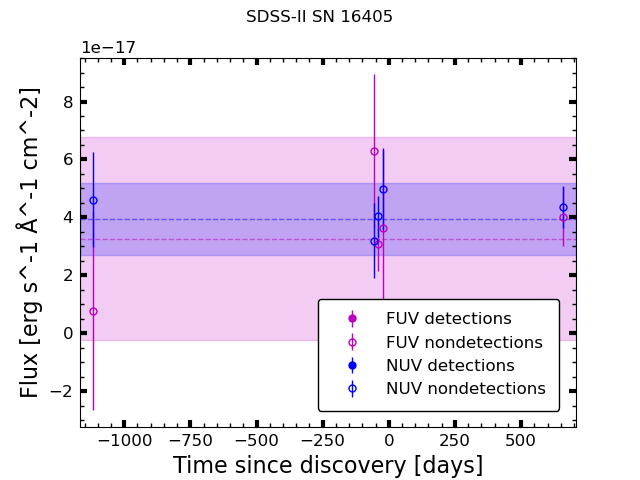 SDSS-II SN 16405
1e−17
8
6
4
2
0
−2
Flux [erg s^-1 Å^-1 cm^-2]
FUV detections
FUV nondetections
NUV detections
NUV nondetections
−1000 −750 −500 −250 0 250 500
Time since discovery [days]